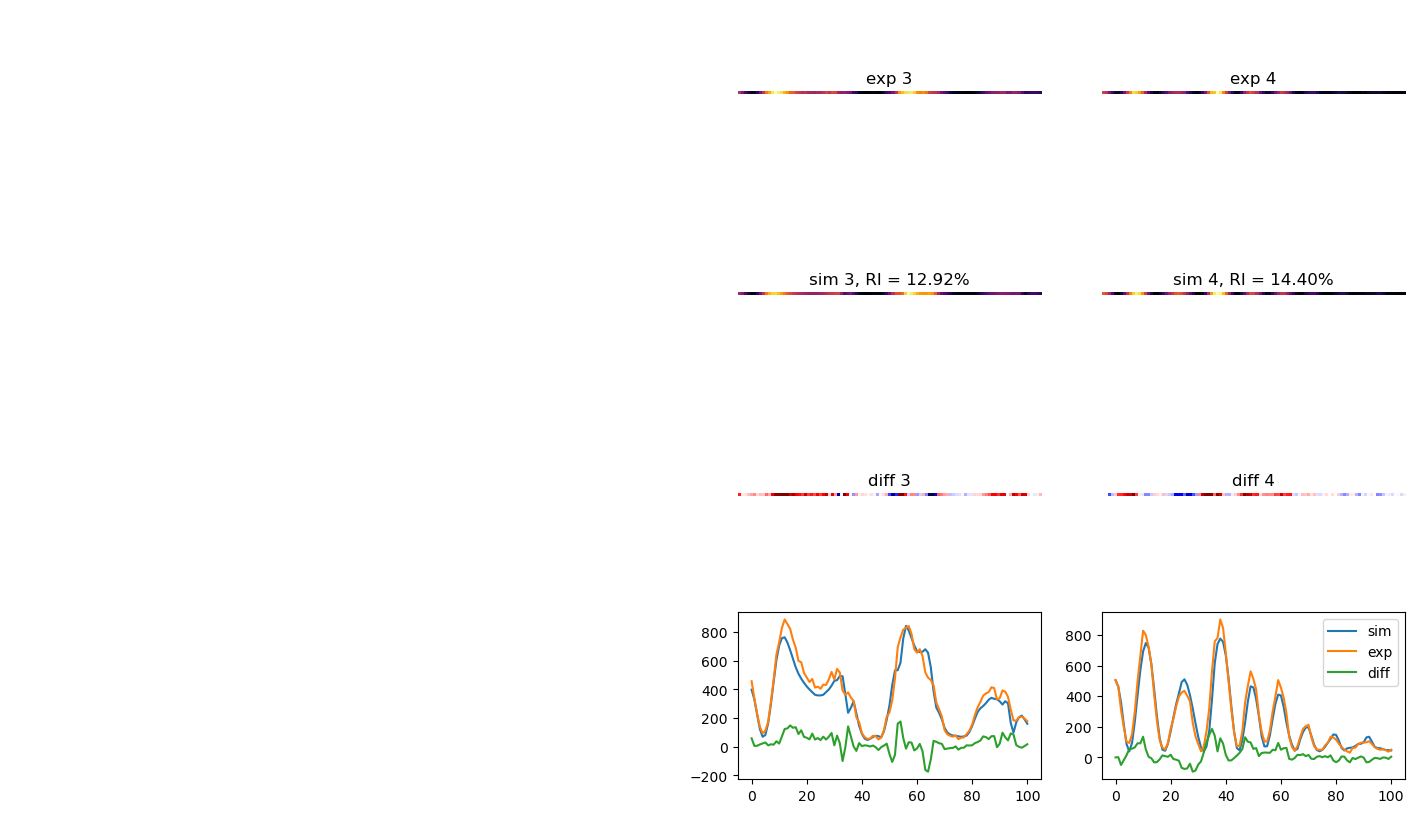 exp 3
exp 4
sim 3, RI = 12.92%
sim 4, RI = 14.40%
diff 3
diff 4
800
600
400
200
0
−200
0 20 40 60 80 100
800
600
400
200
0
0 20 40 60 80 100
sim
exp
diff